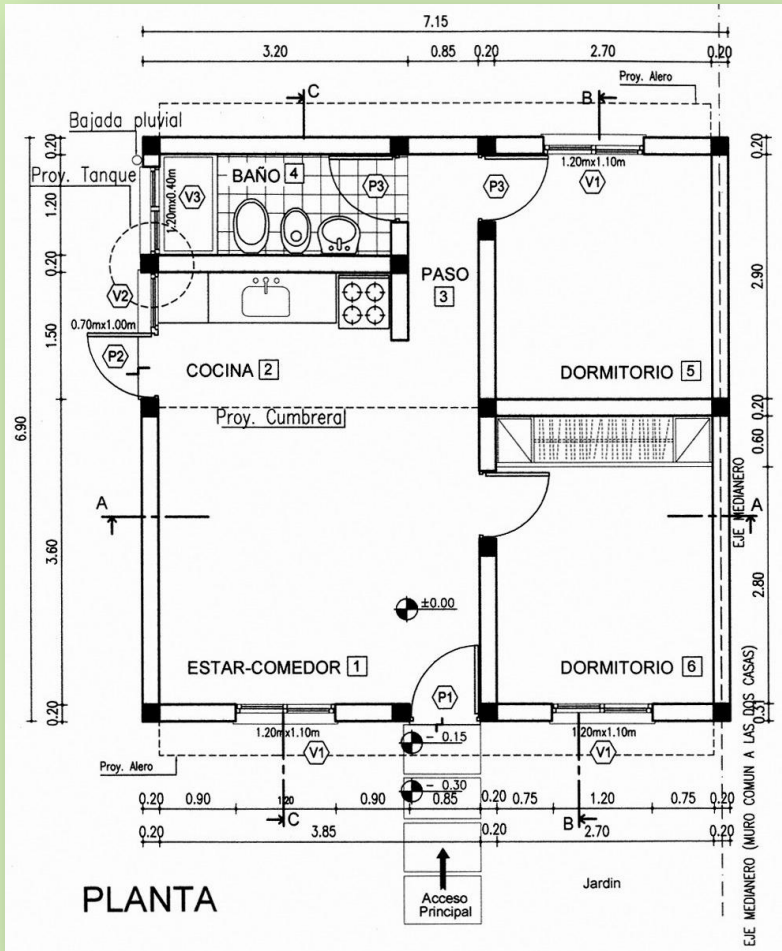 7.15
3.20 0.85 0.20 2.70 0.20
Proy. Alero
C
B
Bajada pluvial
Proy. Tanque
BAÑO 4
P3
P3
1.20mx1.10m
V1
V3
1.20mx0.40m
V2
0.70mx1.00m
P2
PASO
3
COCINA 2
DORMITORIO 5
Proy. Cumbrera
A
A
±0.00
ESTAR-COMEDOR 1
DORMITORIO 6
P1
1.20mx1.10m
V1
- 0.15
1.20mx1.10m
V1
Proy. Alero
- 0.30
0.20 0.90 1.20 0.90 0.85 0.20 0.75 1.20 0.75 0.20
C
B
0.20 3.85 0.20 2.70 0.20
PLANTA
Acceso
Principal
Jardin
6.90
0.20
1.20
0.20
1.50
3.60
0.20
0.20
2.90
0.20
0.60
2.80
EJE MEDIANERO
EJE MEDIANERO (MURO COMUN A LAS DOS CASAS)